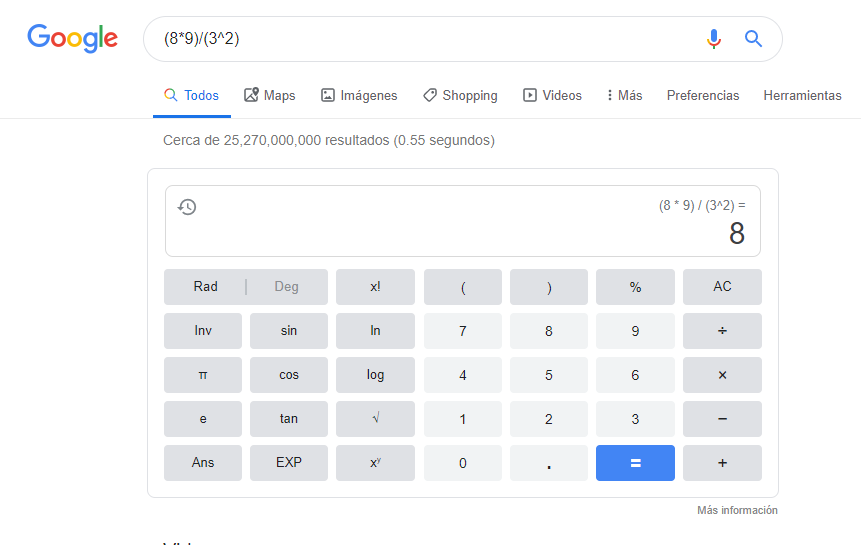 Google (8*9)/(3^2)
Todos Maps Imágenes Shopping Videos Más Preferencias Herramientas
Cerca de 25,270,000,000 resultados (0.55 segundos)
(8 * 9) / (3^2) =
8
Rad | Deg x! ( ) % AC
Inv sin ln 7 8 9 ÷
π cos log 4 5 6 ×
e tan √ 1 2 3 −
Ans EXP xʸ 0 . = +
Más información